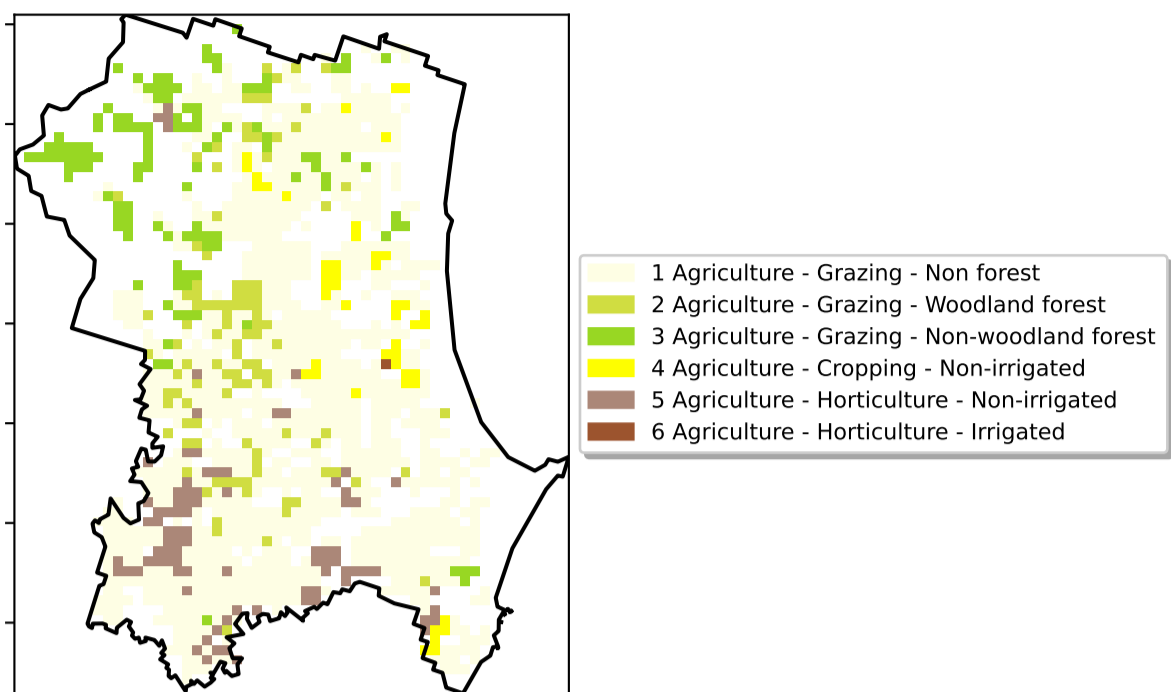 1 Agriculture - Grazing - Non forest
2 Agriculture - Grazing - Woodland forest
3 Agriculture - Grazing - Non-woodland forest
4 Agriculture - Cropping - Non-irrigated
5 Agriculture - Horticulture - Non-irrigated
6 Agriculture - Horticulture - Irrigated